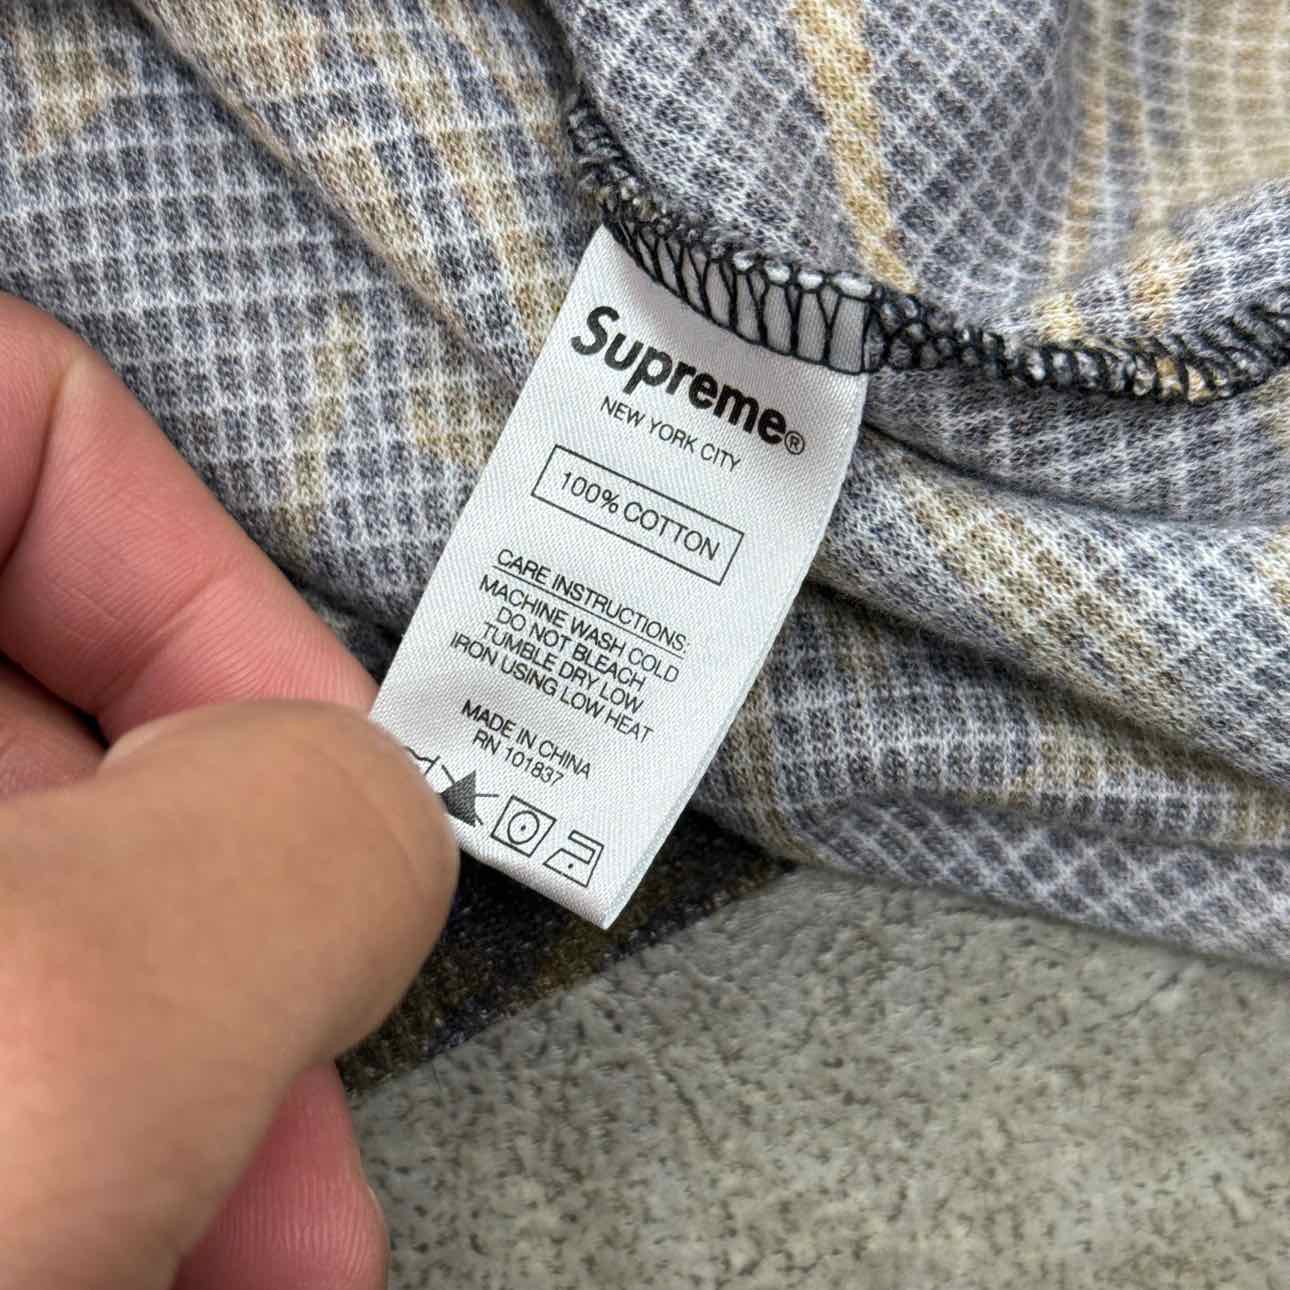 Supreme®
NEW YORK CITY
100% COTTON
CARE INSTRUCTIONS:
MACHINE WASH COLD
DO NOT BLEACH
TUMBLE DRY LOW
IRON USING LOW HEAT
MADE IN CHINA
RN 101837